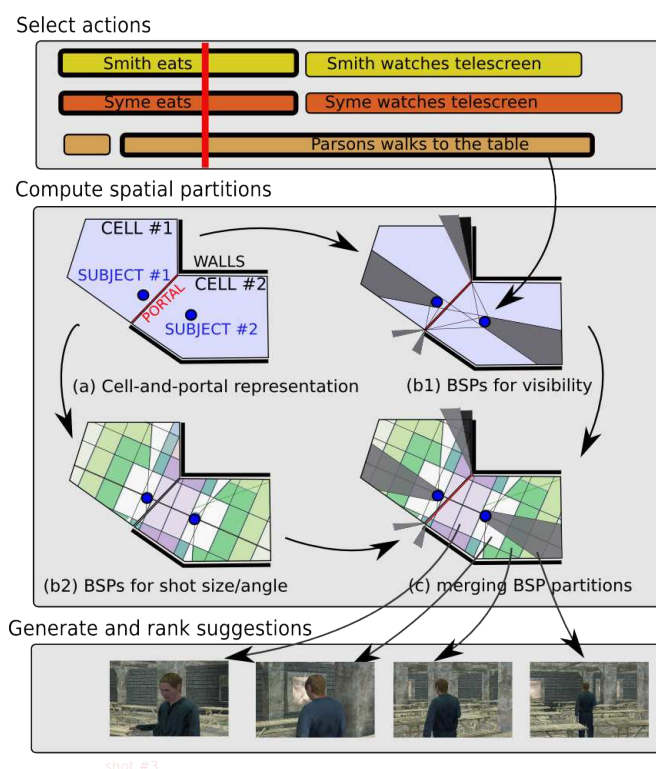 Select actions
Smith eats
Smith watches telescreen
Syme eats
Syme watches telescreen
Parsons walks to the table
Compute spatial partitions
CELL #1
WALLS
SUBJECT #1
CELL #2
PORTAL
SUBJECT #2
(a) Cell-and-portal representation
(b1) BSPs for visibility
(b2) BSPs for shot size/angle
(c) merging BSP partitions
Generate and rank suggestions
shot #3